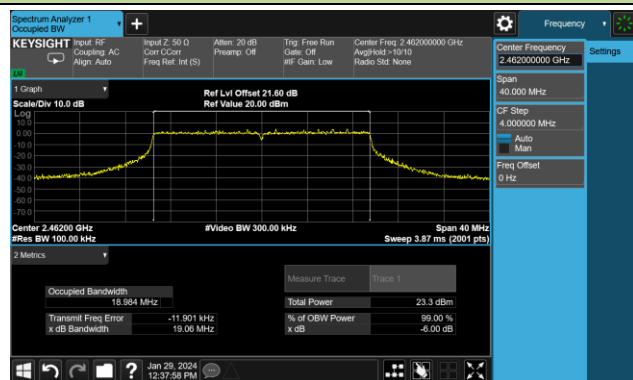 Spectrum Analyzer 1
Occupied BW
Frequency
KEYSIGHT
Input: RF
Coupling: AC
Align: Auto
Input Z: 50 Ω
Corr CCorr
Freq Ref: Int (S)
Atten: 20 dB
Preamp: Off
Trig: Free Run
Gate: Off
#IF Gain: Low
Center Freq: 2.462000000 GHz
Avg|Hold:>10/10
Radio Std: None
Center Frequency
2.462000000 GHz
Settings
Span
40.000 MHz
CF Step
4.000000 MHz
Auto
Man
Freq Offset
0 Hz
1 Graph
Scale/Div 10.0 dB
Ref Lvl Offset 21.60 dB
Ref Value 20.00 dBm
Log
10.0
0.00
-10.0
-20.0
-30.0
-40.0
-50.0
-60.0
-70.0
Center 2.46200 GHz
#Res BW 100.00 kHz
#Video BW 300.00 kHz
Span 40 MHz
Sweep 3.87 ms (2001 pts)
2 Metrics
Measure Trace
Trace 1
Occupied Bandwidth
18.984 MHz
Total Power
23.3 dBm
Transmit Freq Error
-11.901 kHz
% of OBW Power
99.00 %
x dB Bandwidth
19.06 MHz
x dB
-6.00 dB
?
Jan 29, 2024
12:37:58 PM